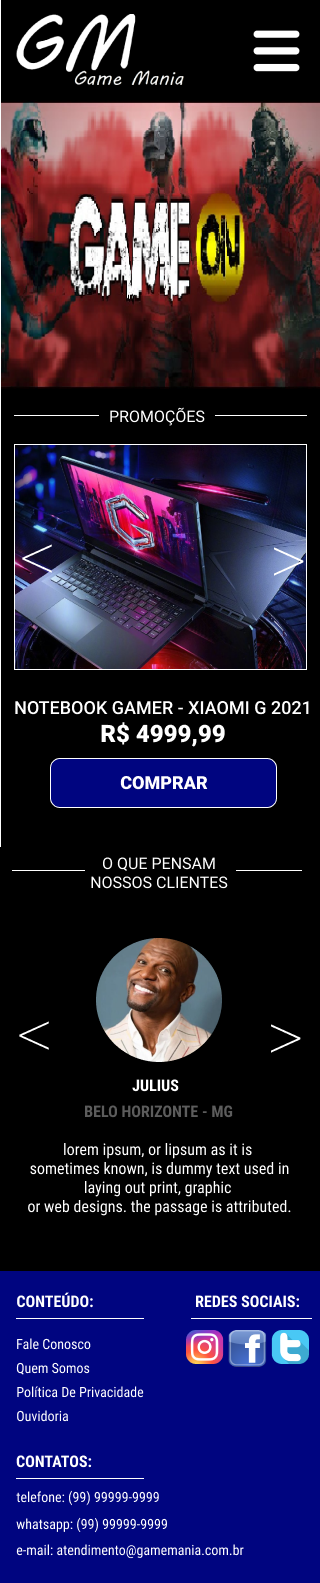 GM
Game Mania
GAME ON
PROMOÇÕES
NOTEBOOK GAMER - XIAOMI G 2021
R$ 4999,99
COMPRAR
O QUE PENSAM
NOSSOS CLIENTES
JULIUS
BELO HORIZONTE - MG
lorem ipsum, or lipsum as it is
sometimes known, is dummy text used in
laying out print, graphic
or web designs. the passage is attributed.
CONTEÚDO:
Fale Conosco
Quem Somos
Política De Privacidade
Ouvidoria
REDES SOCIAIS:
CONTATOS:
telefone: (99) 99999-9999
whatsapp: (99) 99999-9999
e-mail: atendimento@gamemania.com.br